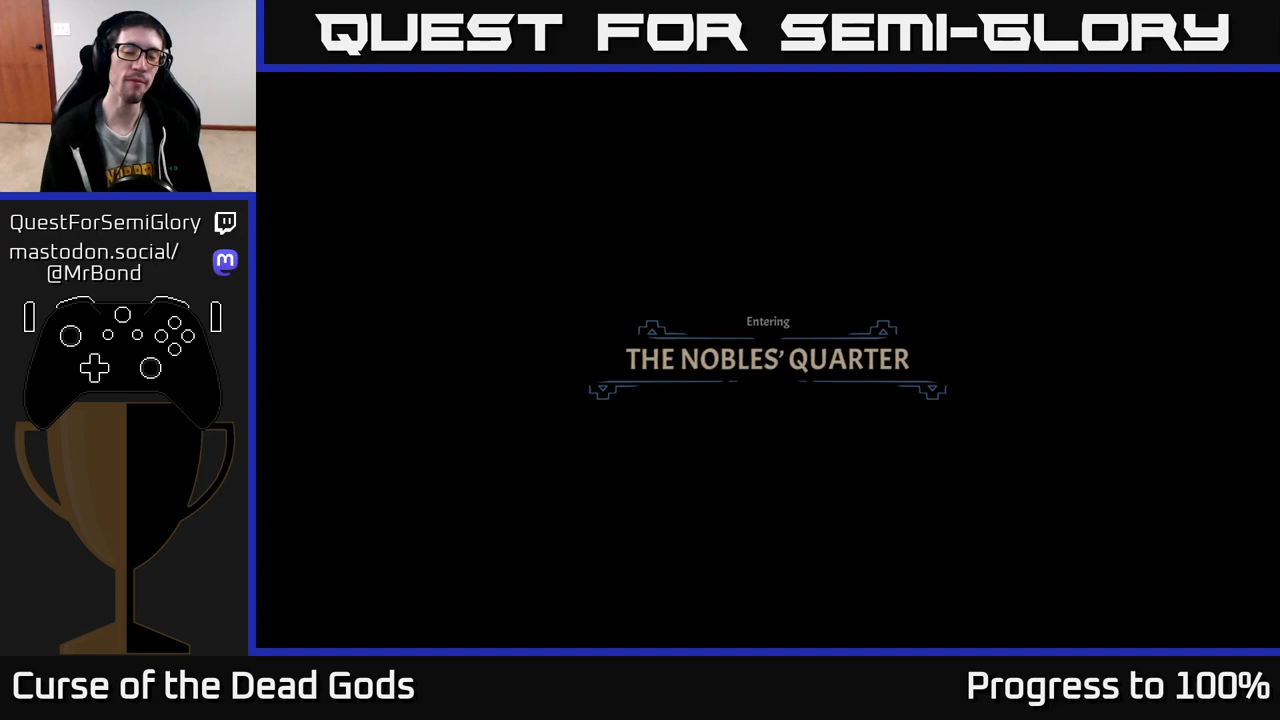 QUEST FOR SEMI-GLORY
QuestForSemiGlory
mastodon.social/
@MrBond
Entering
THE NOBLES’ QUARTER
Curse of the Dead Gods
Progress to 100%